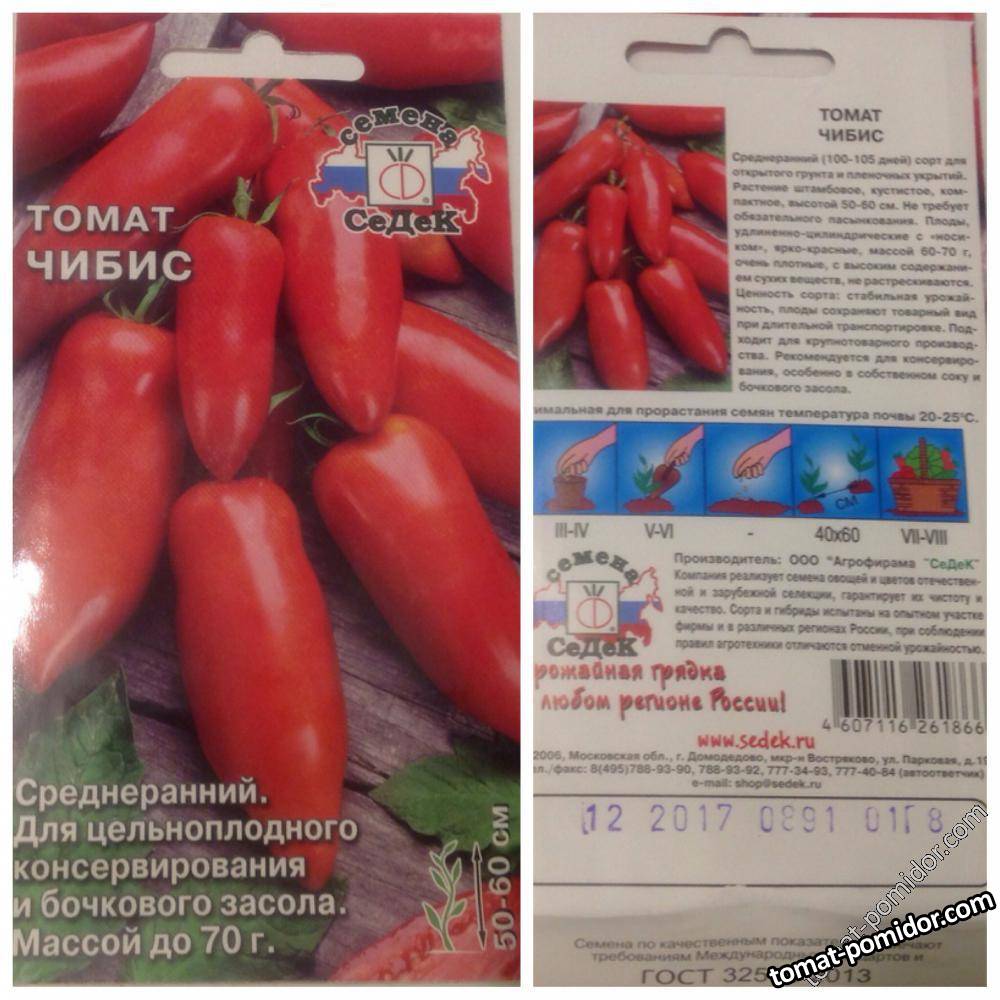 семена
СеДеК
ТОМАТ
ЧИБИС
Среднеранний.
Для цельноплодного
консервирования
и бочкового засола.
Массой до 70 г.
50-60 см
ТОМАТ
ЧИБИС
Среднеранний (100-105 дней) сорт для
открытого грунта и пленочных укрытий.
Растение штамбовое, кустистое, ком-
пактное, высотой 50-60 см. Не требует
обязательного пасынкования. Плоды,
удлиненно-цилиндрические с «носи-
ком», ярко-красные, массой 60-70 г,
очень плотные, с высоким содержани-
ем сухих веществ, не растрескиваются.
Ценность сорта: стабильная урожай-
ность, плоды сохраняют товарный вид
при длительной транспортировке. Под-
ходит для крупнотоварного производ-
ства. Рекомендуется для консервиро-
вания, особенно в собственном соку и
бочкового засола.
имальная для прорастания семян температура почвы 20-25°С.
СМ
III-IV V-VI - 40x60 VII-VIII
Производитель: ООО "Агрофирама "СеДеК"
Компания реализует семена овощей и цветов отечествен-
ной и зарубежной селекции, гарантирует их чистоту и
качество. Сорта и гибриды испытаны на опытном участке
фирмы и в различных регионах России, при соблюдении
правил агротехники отличаются отменной урожайностью.
семена
СеДеК
рожайная грядка
любом регионе России!
4 607116 261866
www.sedek.ru
2006, Московская обл., г. Домодедово, мкр-н Востряково, ул. Парковая, д.19
ел./факс: 8(495)788-93-90, 788-93-92, 777-34-93, 777-40-84 (автоответчик)
e-mail: shop@sedek.ru
12 2017 0891 01 8
Семена по качественным
требованиям
ГОСТ
tomat-pomidor.com
tomat-pomidor.com